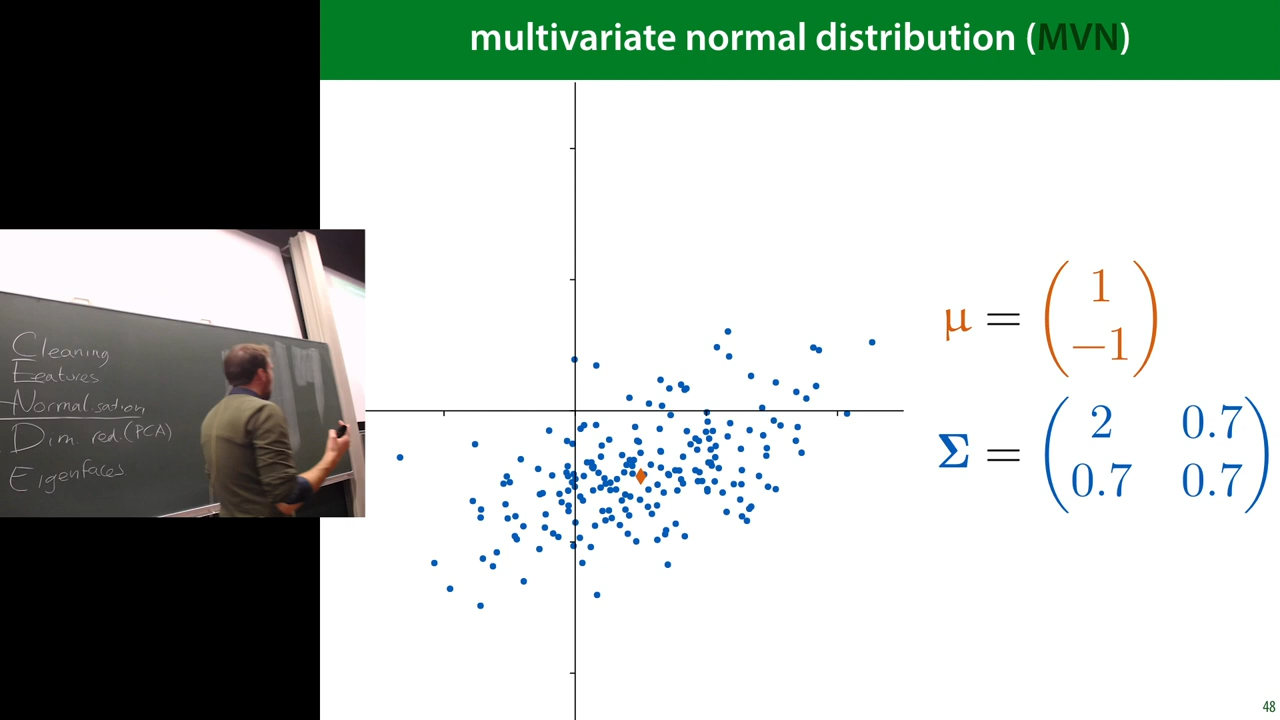 multivariate normal distribution (MVN)
μ = (1
−1)
Σ = (2 0.7
0.7 0.7)
Cleaning
Features
Normalisation
Dim. red. (PCA)
Eigenfaces
48